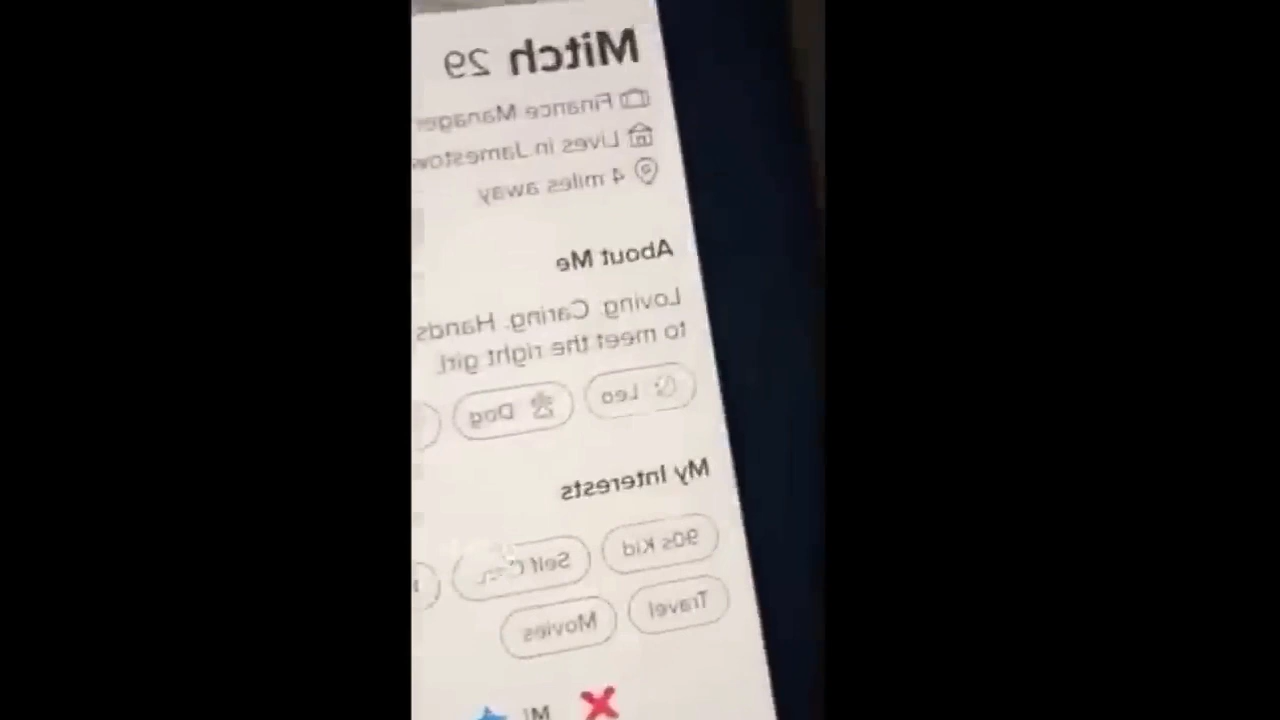 Mitch 29
Finance Manager
Lives in Jamestow
4 miles away
About Me
Loving. Caring. Hands
to meet the right girl.
Leo Dog
My Interests
90s Kid Self
Travel Movies